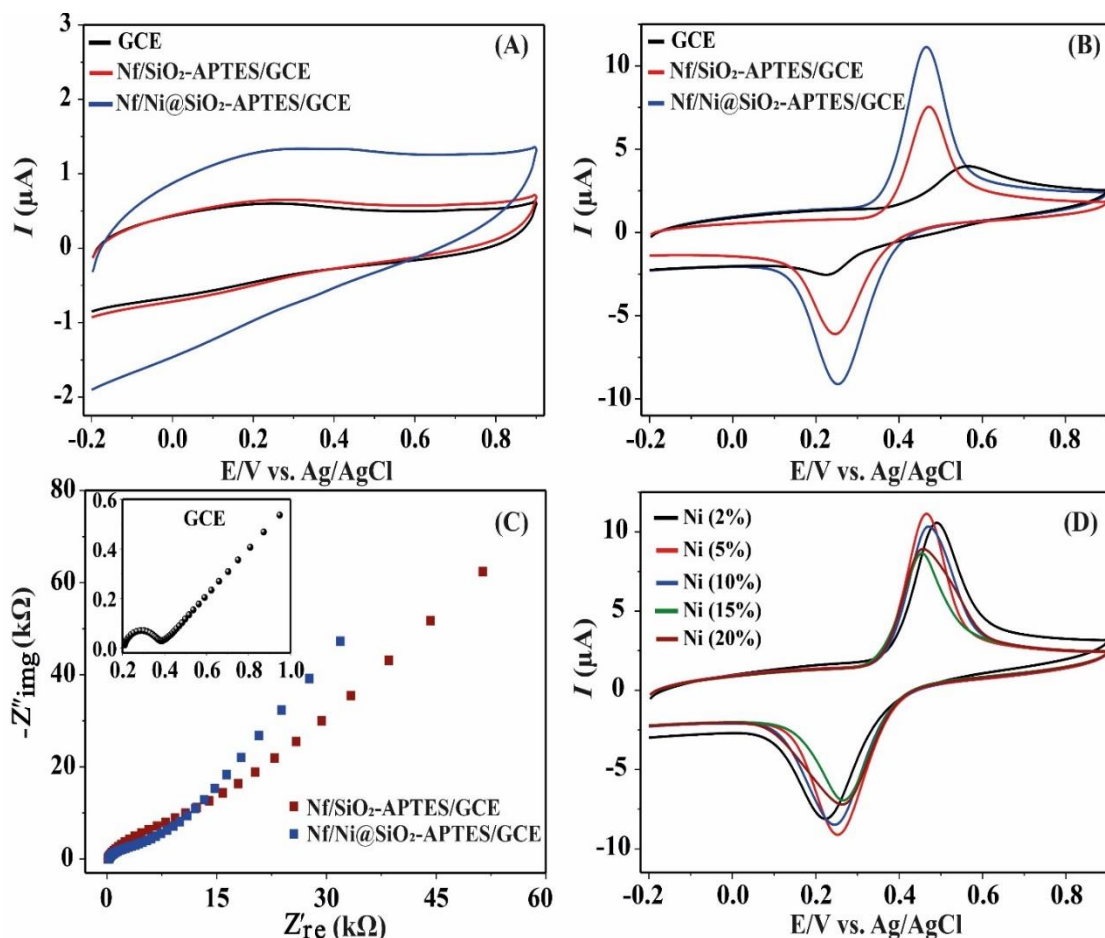 (A)
GCE
Nf/SiO₂-APTES/GCE
Nf/Ni@SiO₂-APTES/GCE
I (µA)
3
2
1
0
-1
-2
-0.2 0.0 0.2 0.4 0.6 0.8
E/V vs. Ag/AgCl
(B)
GCE
Nf/SiO₂-APTES/GCE
Nf/Ni@SiO₂-APTES/GCE
I (µA)
10
5
0
-5
-10
-0.2 0.0 0.2 0.4 0.6 0.8
E/V vs. Ag/AgCl
(C)
-Z″img (kΩ)
80
60
40
20
0
0.6
0.4
0.2
0.0
GCE
0.2 0.4 0.6 0.8 1.0
Nf/SiO₂-APTES/GCE
Nf/Ni@SiO₂-APTES/GCE
0 15 30 45 60
Z′re (kΩ)
(D)
Ni (2%)
Ni (5%)
Ni (10%)
Ni (15%)
Ni (20%)
I (µA)
10
5
0
-5
-10
-0.2 0.0 0.2 0.4 0.6 0.8
E/V vs. Ag/AgCl